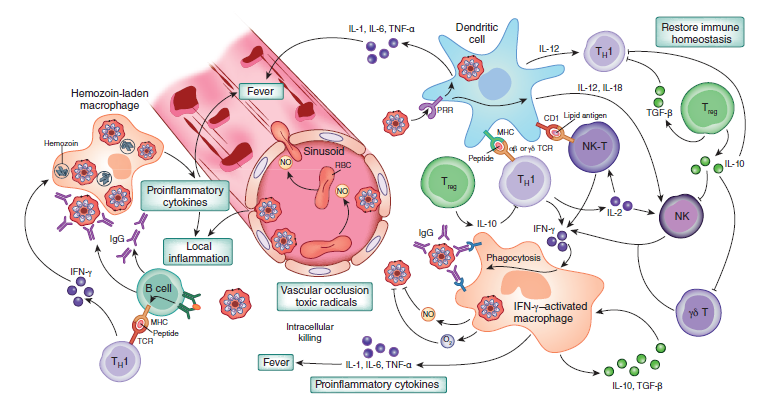 IL-1, IL-6, TNF-α
Dendritic
cell
IL-12
TH1
Restore immune
homeostasis
Hemozoin-laden
macrophage
Fever
IL-12, IL-18
PRR
CD1
Lipid antigen
TGF-β
Treg
Hemozoin
Sinusoid
RBC
NO
NO
MHC
αβ or γδ TCR
Peptide
NK-T
IL-10
Proinflammatory
cytokines
Treg
TH1
IL-10
IL-2
NK
IgG
Local
inflammation
IgG
IFN-γ
Phagocytosis
IFN-γ
B cell
Vascular occlusion
toxic radicals
IFNγ–activated
macrophage
γδ T
MHC
Peptide
TCR
NO
O2
Intracellular
killing
TH1
Fever
IL-1, IL-6, TNF-α
Proinflammatory cytokines
IL-10, TGF-β